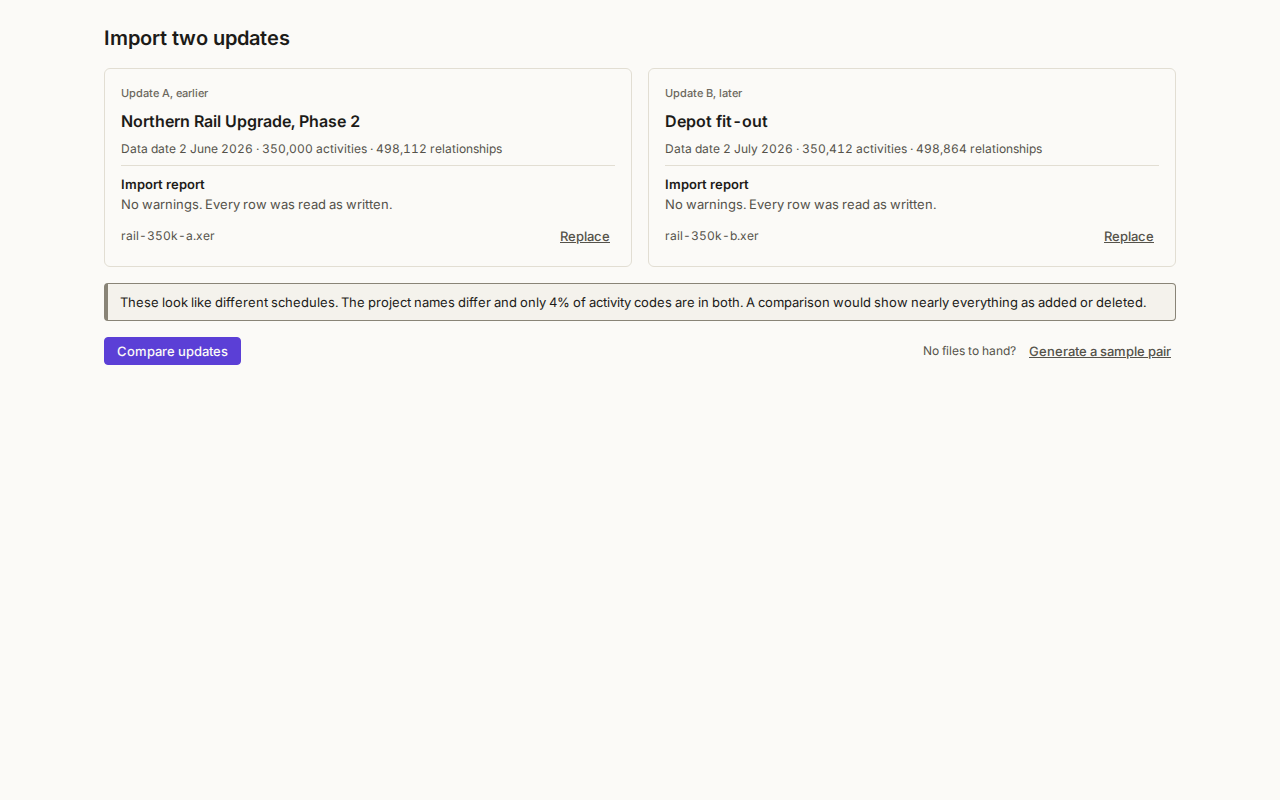 Import two updates
Update A, earlier
Northern Rail Upgrade, Phase 2
Data date 2 June 2026 · 350,000 activities · 498,112 relationships
Import report
No warnings. Every row was read as written.
rail-350k-a.xer
Replace
Update B, later
Depot fit-out
Data date 2 July 2026 · 350,412 activities · 498,864 relationships
Import report
No warnings. Every row was read as written.
rail-350k-b.xer
Replace
These look like different schedules. The project names differ and only 4% of activity codes are in both. A comparison would show nearly everything as added or deleted.
Compare updates
No files to hand?
Generate a sample pair